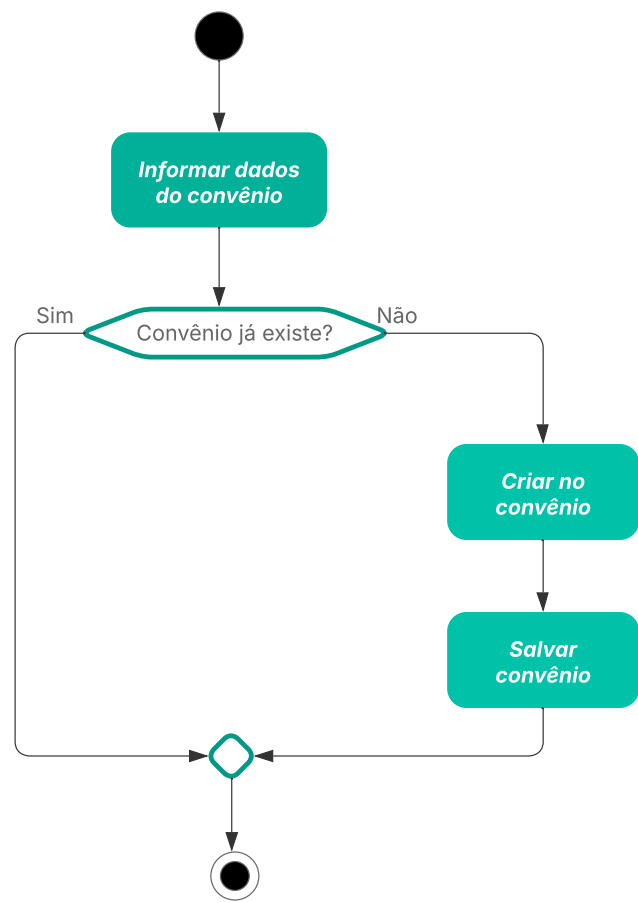 Informar dados
do convênio
Sim
Convênio já existe?
Não
Criar no
convênio
Salvar
convênio